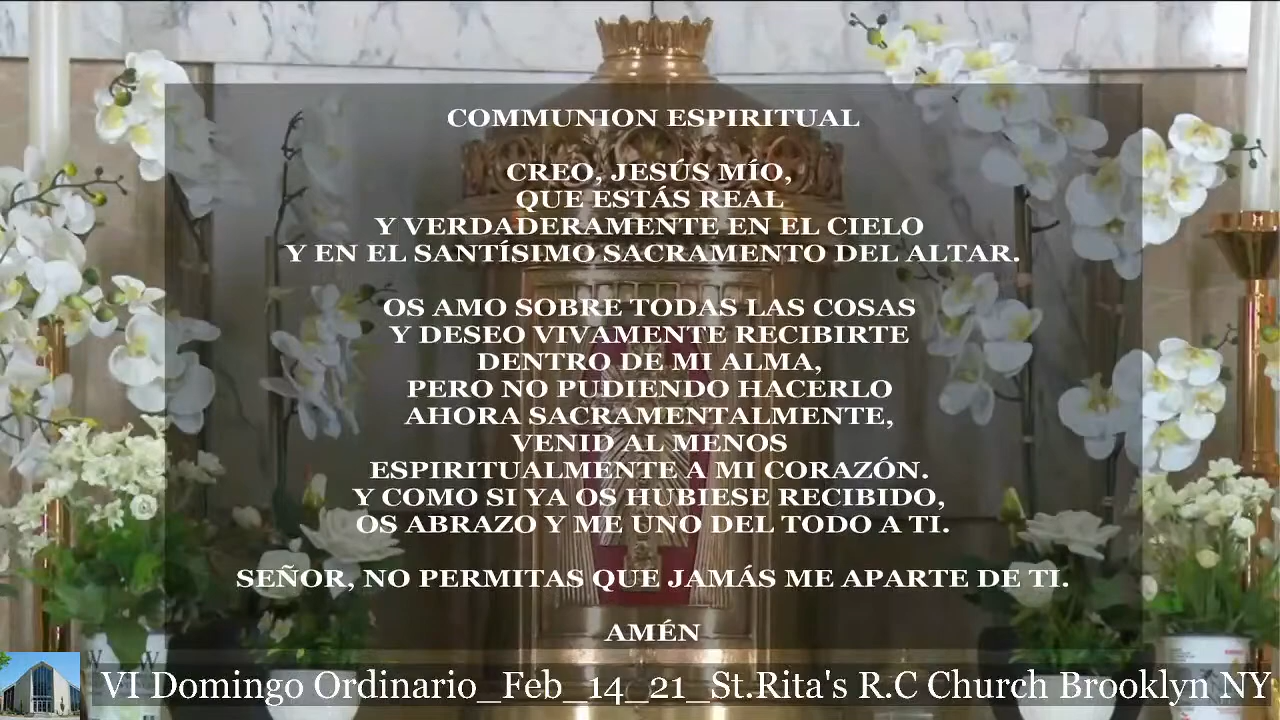 COMMUNION ESPIRITUAL
CREO, JESÚS MÍO,
QUE ESTÁS REAL
Y VERDADERAMENTE EN EL CIELO
Y EN EL SANTÍSIMO SACRAMENTO DEL ALTAR.
OS AMO SOBRE TODAS LAS COSAS
Y DESEO VIVAMENTE RECIBIRTE
DENTRO DE MI ALMA,
PERO NO PUDIENDO HACERLO
AHORA SACRAMENTALMENTE,
VENID AL MENOS
ESPIRITUALMENTE A MI CORAZÓN.
Y COMO SI YA OS HUBIESE RECIBIDO,
OS ABRAZO Y ME UNO DEL TODO A TI.
SEÑOR, NO PERMITAS QUE JAMÁS ME APARTE DE TI.
AMÉN
VI Domingo Ordinario_Feb_14_21_St.Rita's R.C Church Brooklyn NY